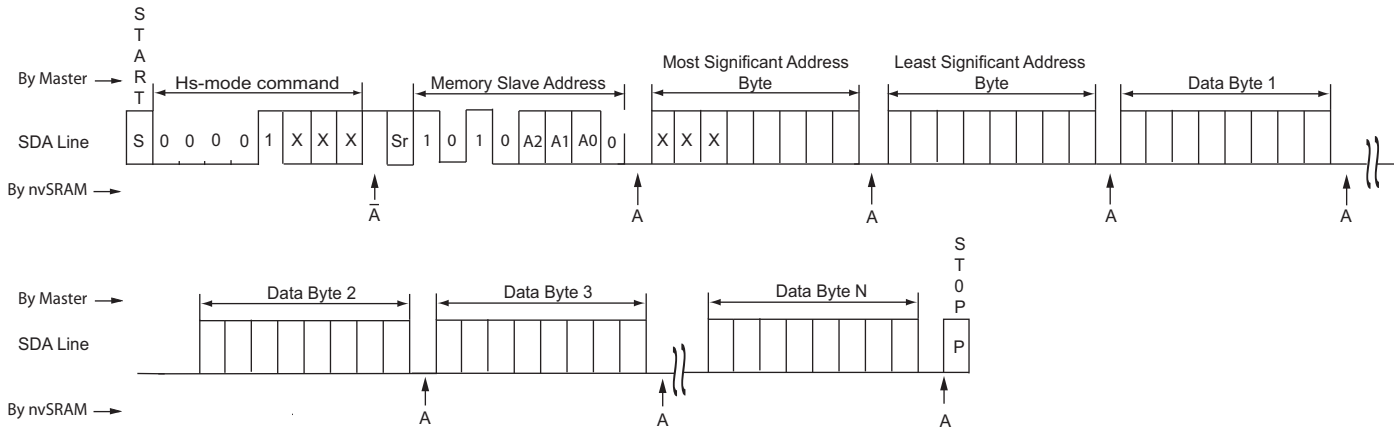 START
By Master
Hs-mode command
Memory Slave Address
Most Significant Address
Byte
Least Significant Address
Byte
Data Byte 1
SDA Line
S 0 0 0 0 1 X X X Sr 1 0 1 0 A2 A1 A0 0 X X X
By nvSRAM
A̅ A A A A
ST0P
By Master
Data Byte 2
Data Byte 3
Data Byte N
SDA Line
P
By nvSRAM
A A A